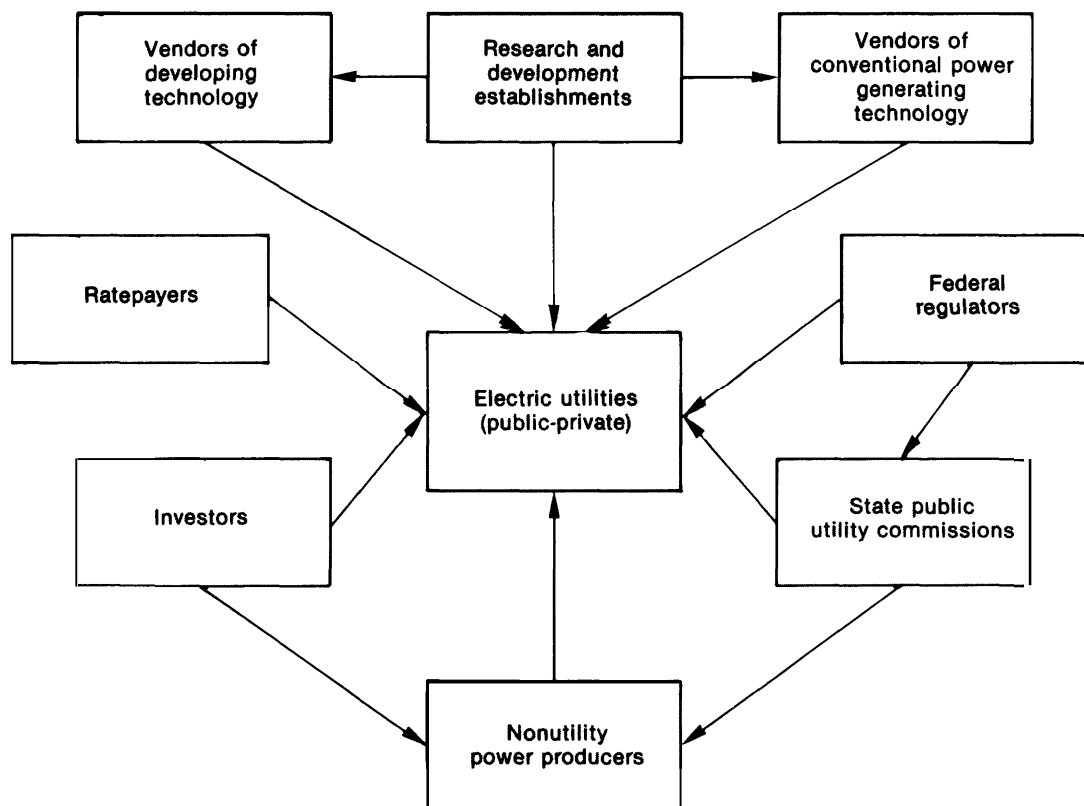 Vendors of
developing
technology
Research and
development
establishments
Vendors of
conventional power
generating
technology
Ratepayers
Federal
regulators
Electric utilities
(public-private)
Investors
State public
utility commissions
Nonutility
power producers